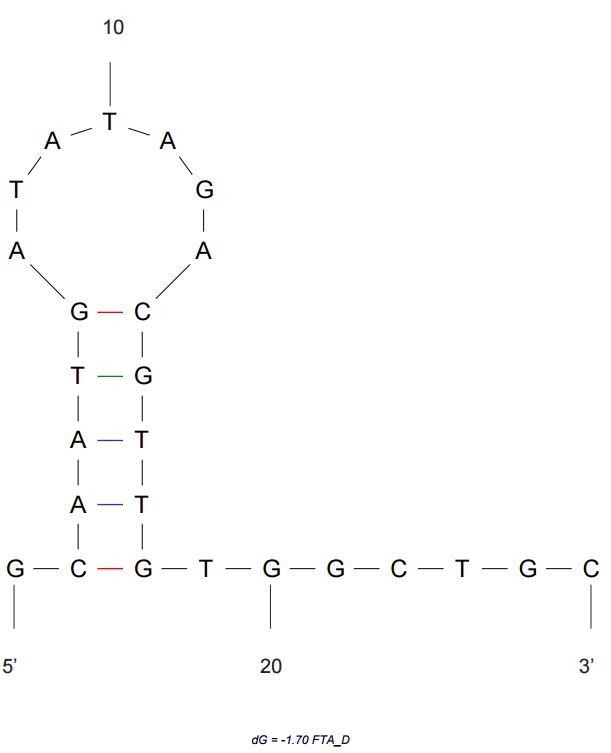 10
A T A
T G
A A
G C
T G
A T
A T
G C G T G G C T G C
5’ 20 3’
dG = -1.70 FTA_D